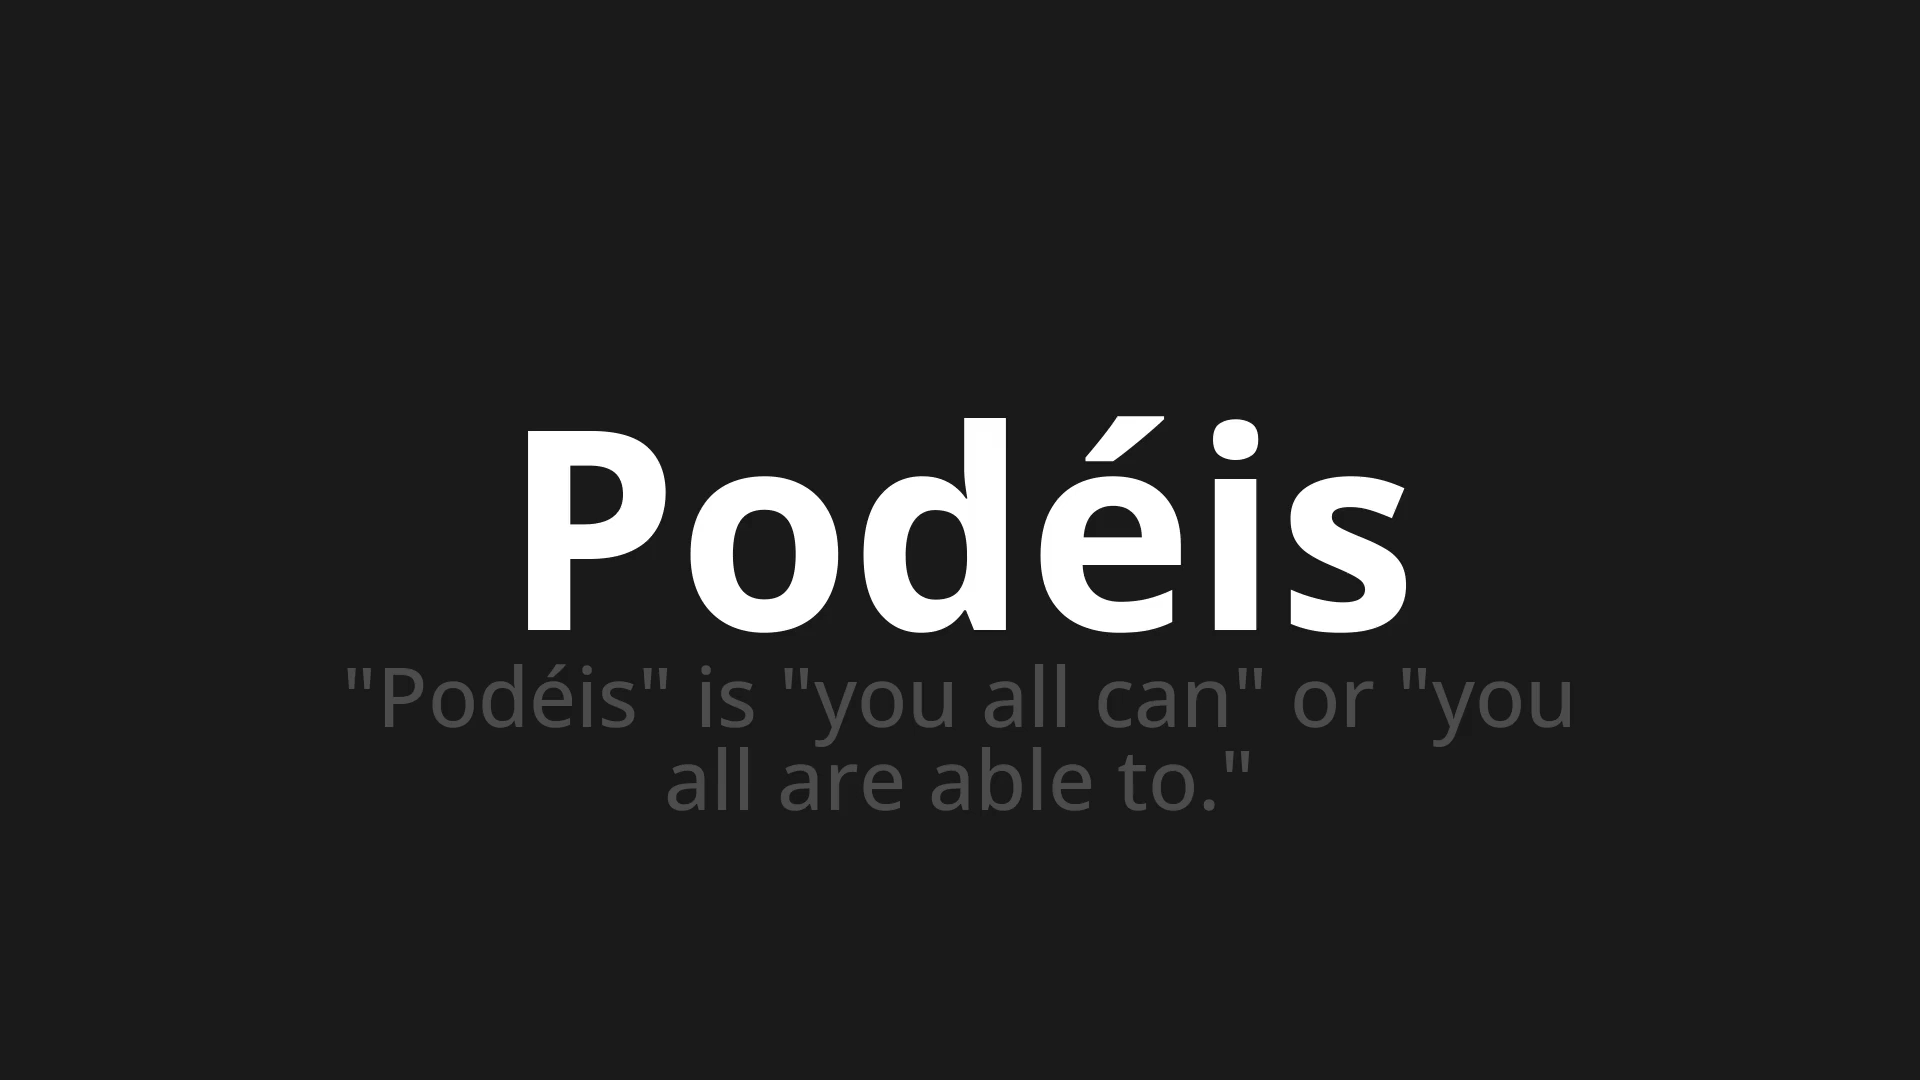 Podéis
"Podéis" is "you all can" or "you
all are able to."